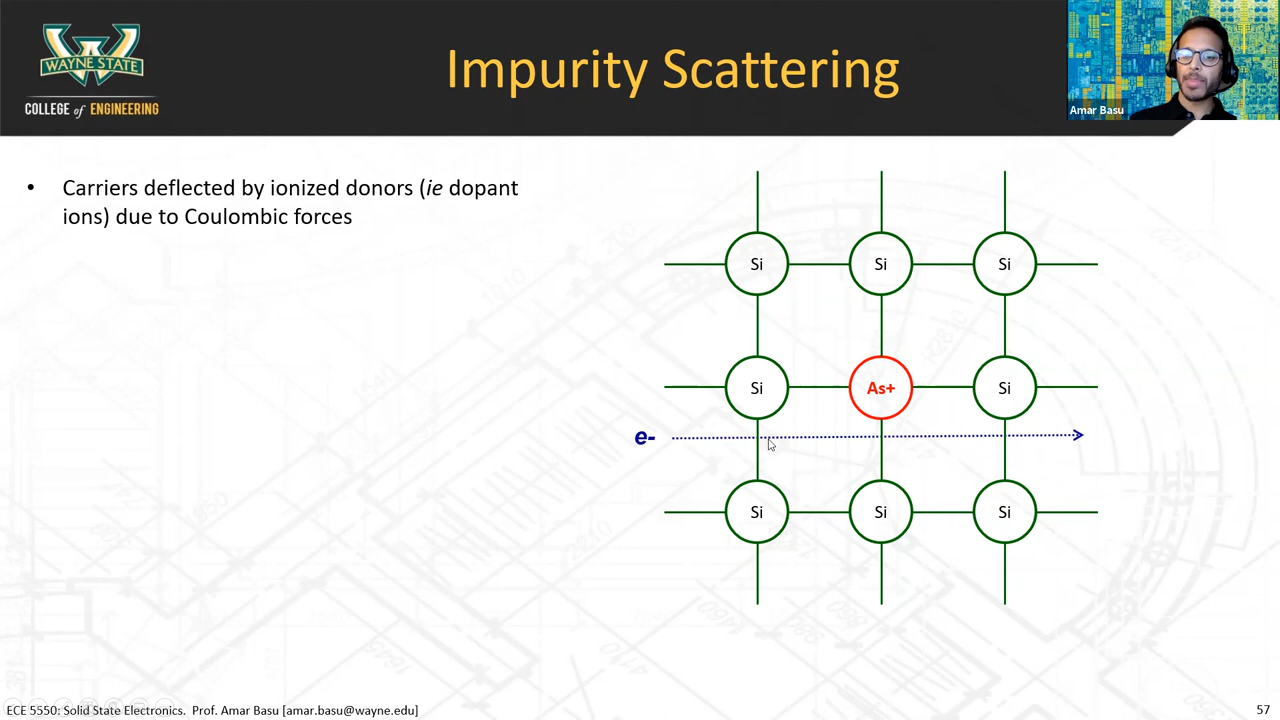 WAYNE STATE
COLLEGE of ENGINEERING
Impurity Scattering
Amar Basu
• Carriers deflected by ionized donors (ie dopant
ions) due to Coulombic forces
Si Si Si
Si As+ Si
e-
Si Si Si
ECE 5550: Solid State Electronics. Prof. Amar Basu [amar.basu@wayne.edu]
57